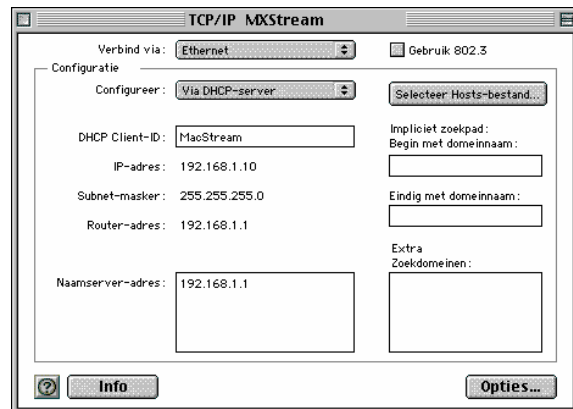 TCP/IP MXStream
Verbind via: Ethernet
Gebruik 802.3
Configuratie
Configureer: Via DHCP-server
Selecteer Hosts-bestand...
DHCP Client-ID: MacStream
IP-adres: 192.168.1.10
Subnet-masker: 255.255.255.0
Router-adres: 192.168.1.1
Naamserver-adres: 192.168.1.1
Impliciet zoekpad:
Begin met domeinnaam:
Eindig met domeinnaam:
Extra
Zoekdomeinen:
?
Info
Opties...